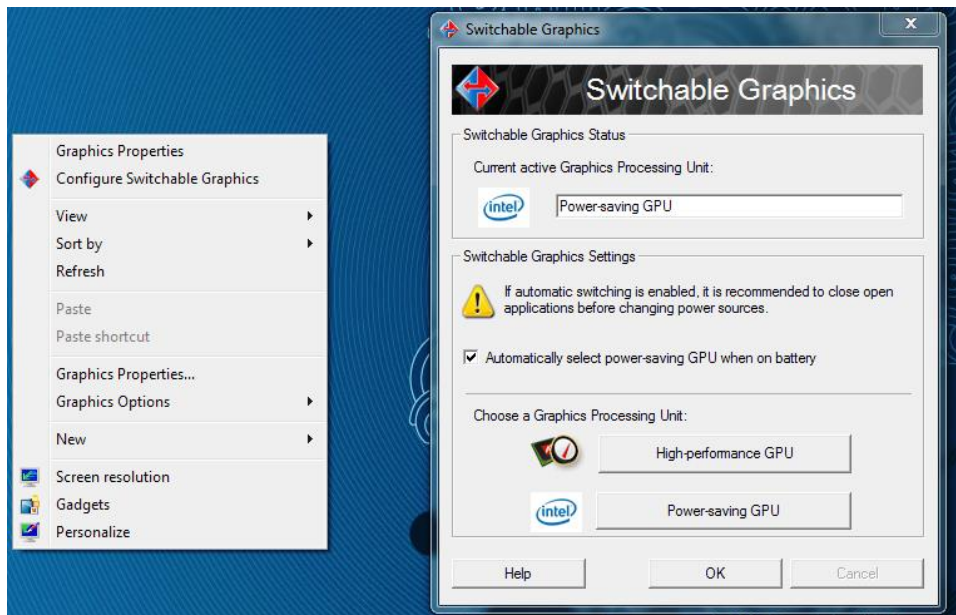 Graphics Properties
Configure Switchable Graphics
View
Sort by
Refresh
Paste
Paste shortcut
Graphics Properties...
Graphics Options
New
Screen resolution
Gadgets
Personalize
Switchable Graphics
X
Switchable Graphics
Switchable Graphics Status
Current active Graphics Processing Unit:
intel
Power-saving GPU
Switchable Graphics Settings
If automatic switching is enabled, it is recommended to close open
applications before changing power sources.
Automatically select power-saving GPU when on battery
Choose a Graphics Processing Unit:
High-performance GPU
intel
Power-saving GPU
Help
OK
Cancel